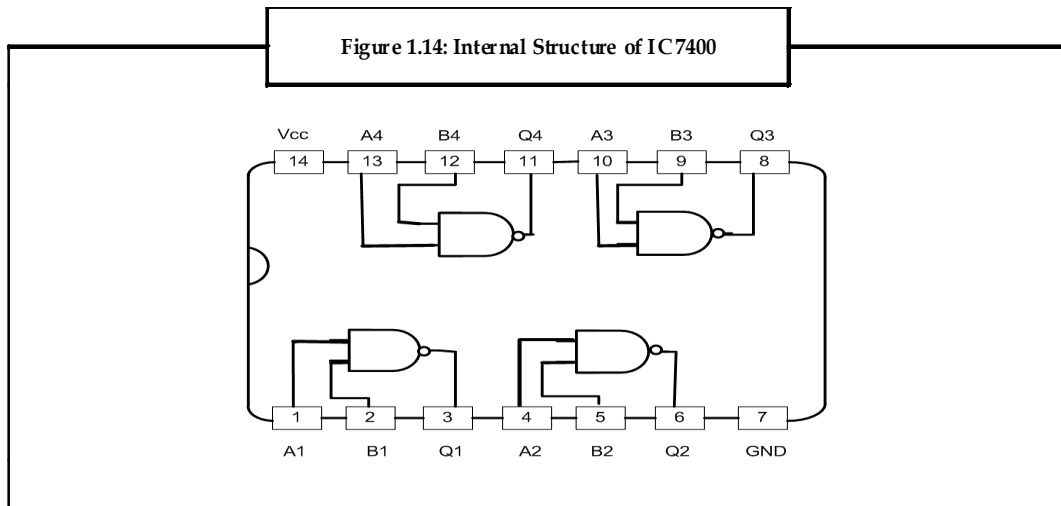 Figure 1.14: Internal Structure of IC7400
Vcc A4 B4 Q4 A3 B3 Q3
14 13 12 11 10 9 8
1 2 3 4 5 6 7
A1 B1 Q1 A2 B2 Q2 GND